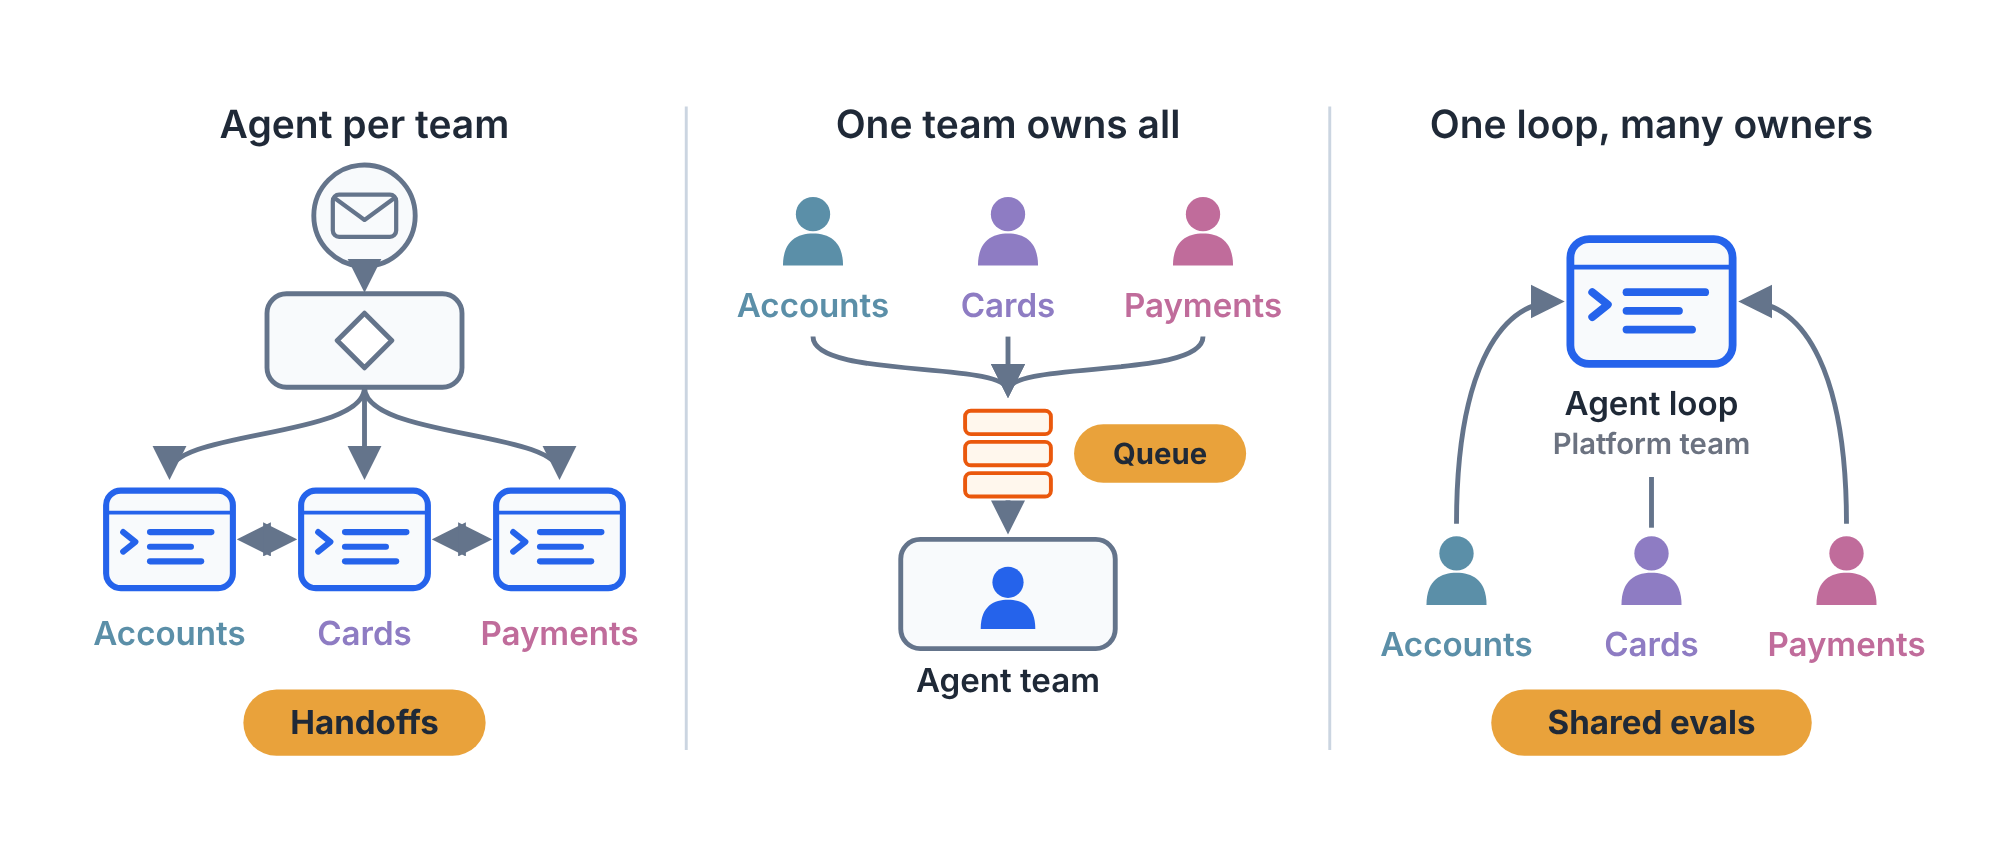 Agent per team
Accounts
Cards
Payments
Handoffs
One team owns all
Accounts
Cards
Payments
Queue
Agent team
One loop, many owners
Agent loop
Platform team
Accounts
Cards
Payments
Shared evals